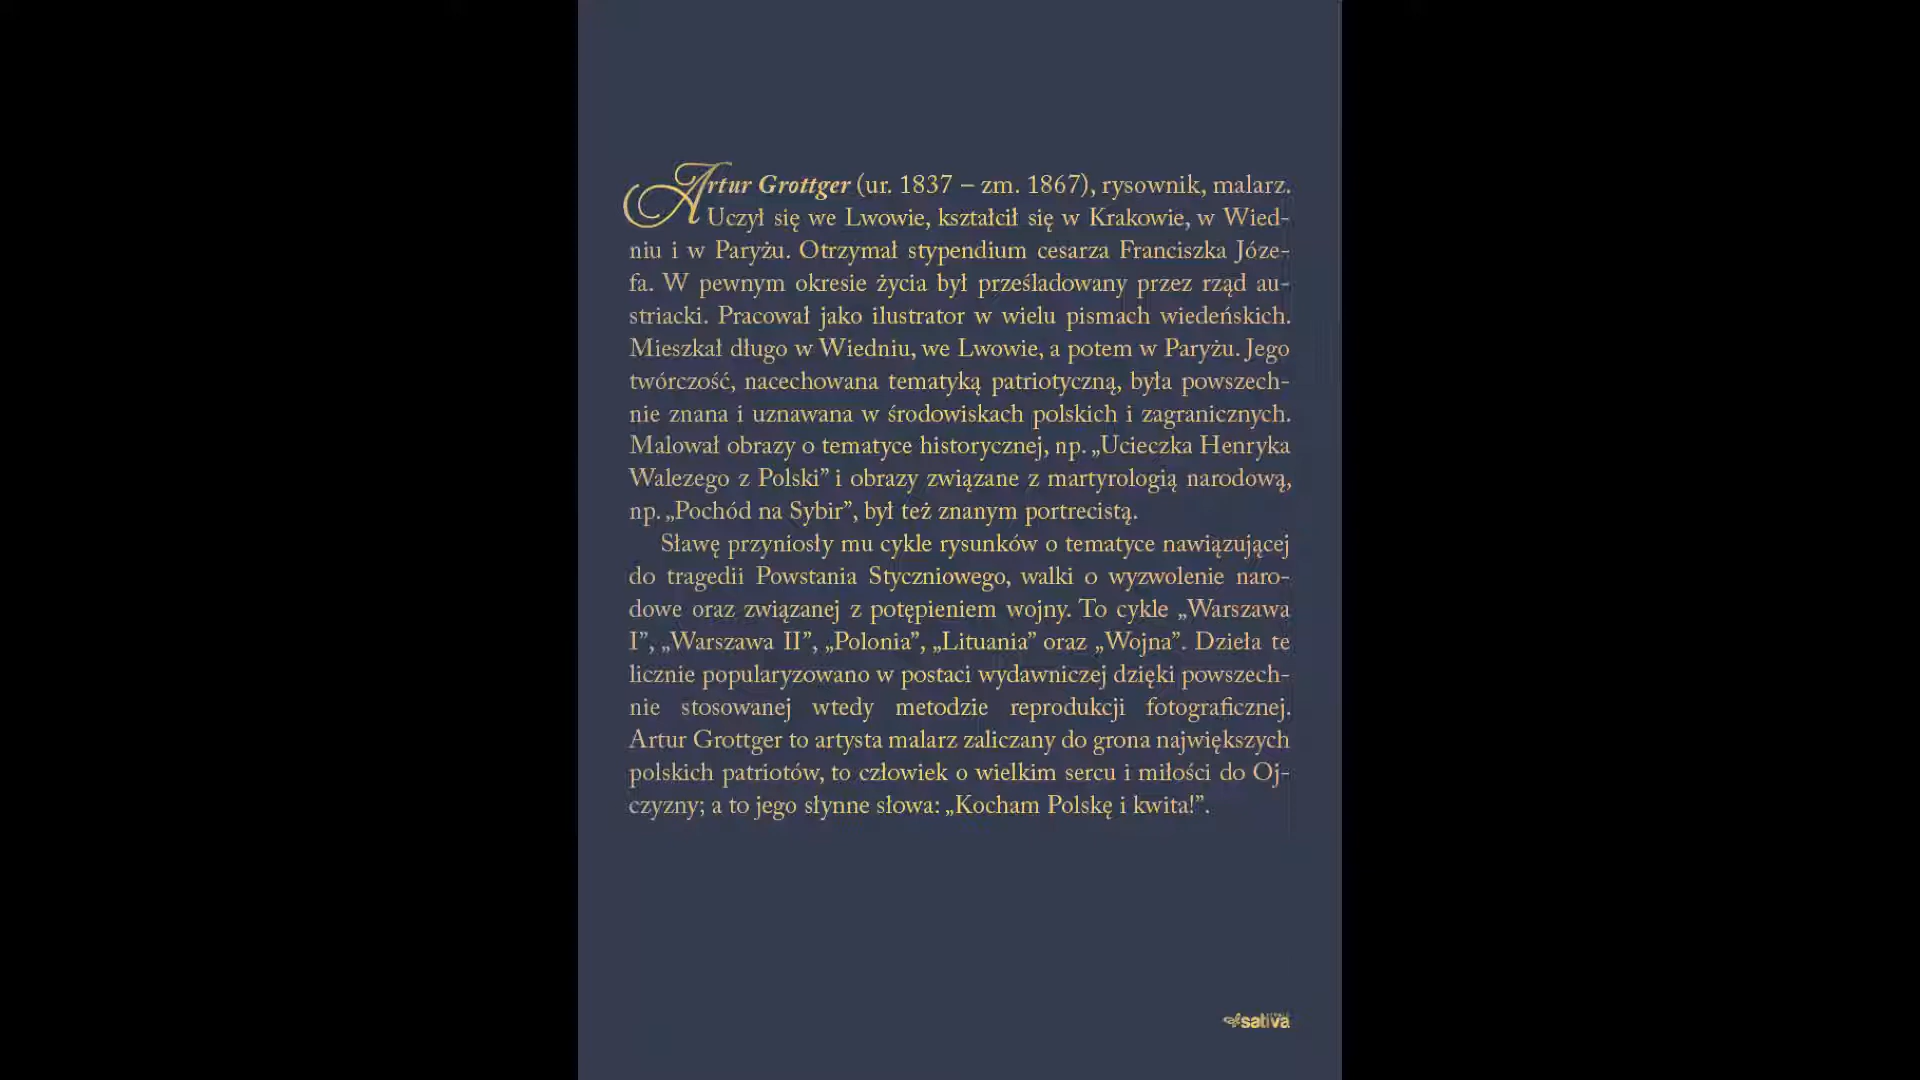 Artur Grottger (ur. 1837 – zm. 1867), rysownik, malarz.
Uczył się we Lwowie, kształcił się w Krakowie, w Wied-
niu i w Paryżu. Otrzymał stypendium cesarza Franciszka Józe-
fa. W pewnym okresie życia był prześladowany przez rząd au-
striacki. Pracował jako ilustrator w wielu pismach wiedeńskich.
Mieszkał długo w Wiedniu, we Lwowie, a potem w Paryżu. Jego
twórczość, nacechowana tematyką patriotyczną, była powszech-
nie znana i uznawana w środowiskach polskich i zagranicznych.
Malował obrazy o tematyce historycznej, np. „Ucieczka Henryka
Walezego z Polski” i obrazy związane z martyrologią narodową,
np. „Pochód na Sybir”, był też znanym portrecistą.
Sławę przyniosły mu cykle rysunków o tematyce nawiązującej
do tragedii Powstania Styczniowego, walki o wyzwolenie naro-
dowe oraz związanej z potępieniem wojny. To cykle „Warszawa
I”, „Warszawa II”, „Polonia”, „Lituania” oraz „Wojna”. Dzieła te
licznie popularyzowano w postaci wydawniczej dzięki powszech-
nie stosowanej wtedy metodzie reprodukcji fotograficznej.
Artur Grottger to artysta malarz zaliczany do grona największych
polskich patriotów, to człowiek o wielkim sercu i miłości do Oj-
czyzny; a to jego słynne słowa: „Kocham Polskę i kwita!”.
sativa